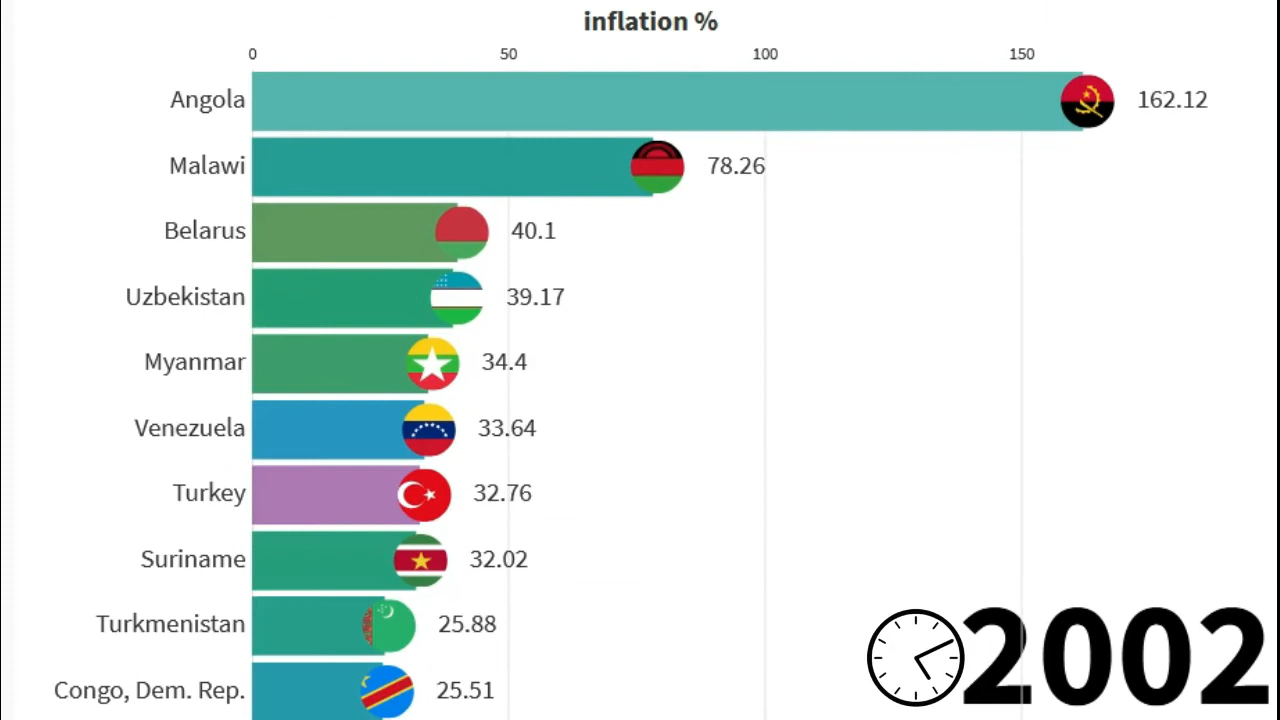 inflation %
0 50 100 150
Angola 162.12
Malawi 78.26
Belarus 40.1
Uzbekistan 39.17
Myanmar 34.4
Venezuela 33.64
Turkey 32.76
Suriname 32.02
Turkmenistan 25.88
Congo, Dem. Rep. 25.51
2002